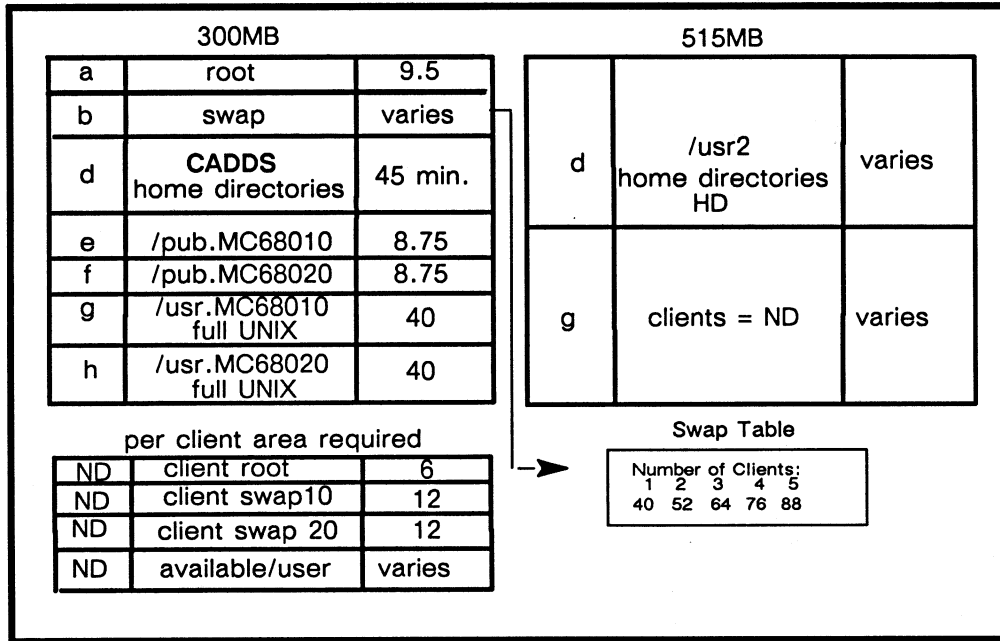 300MB
a root 9.5
b swap varies
d CADDS
home directories 45 min.
e /pub.MC68010 8.75
f /pub.MC68020 8.75
g /usr.MC68010
full UNIX 40
h /usr.MC68020
full UNIX 40
515MB
d /usr2
home directories
HD varies
g clients = ND varies
per client area required
ND client root 6
ND client swap10 12
ND client swap 20 12
ND available/user varies
Swap Table
Number of Clients:
1 2 3 4 5
40 52 64 76 88